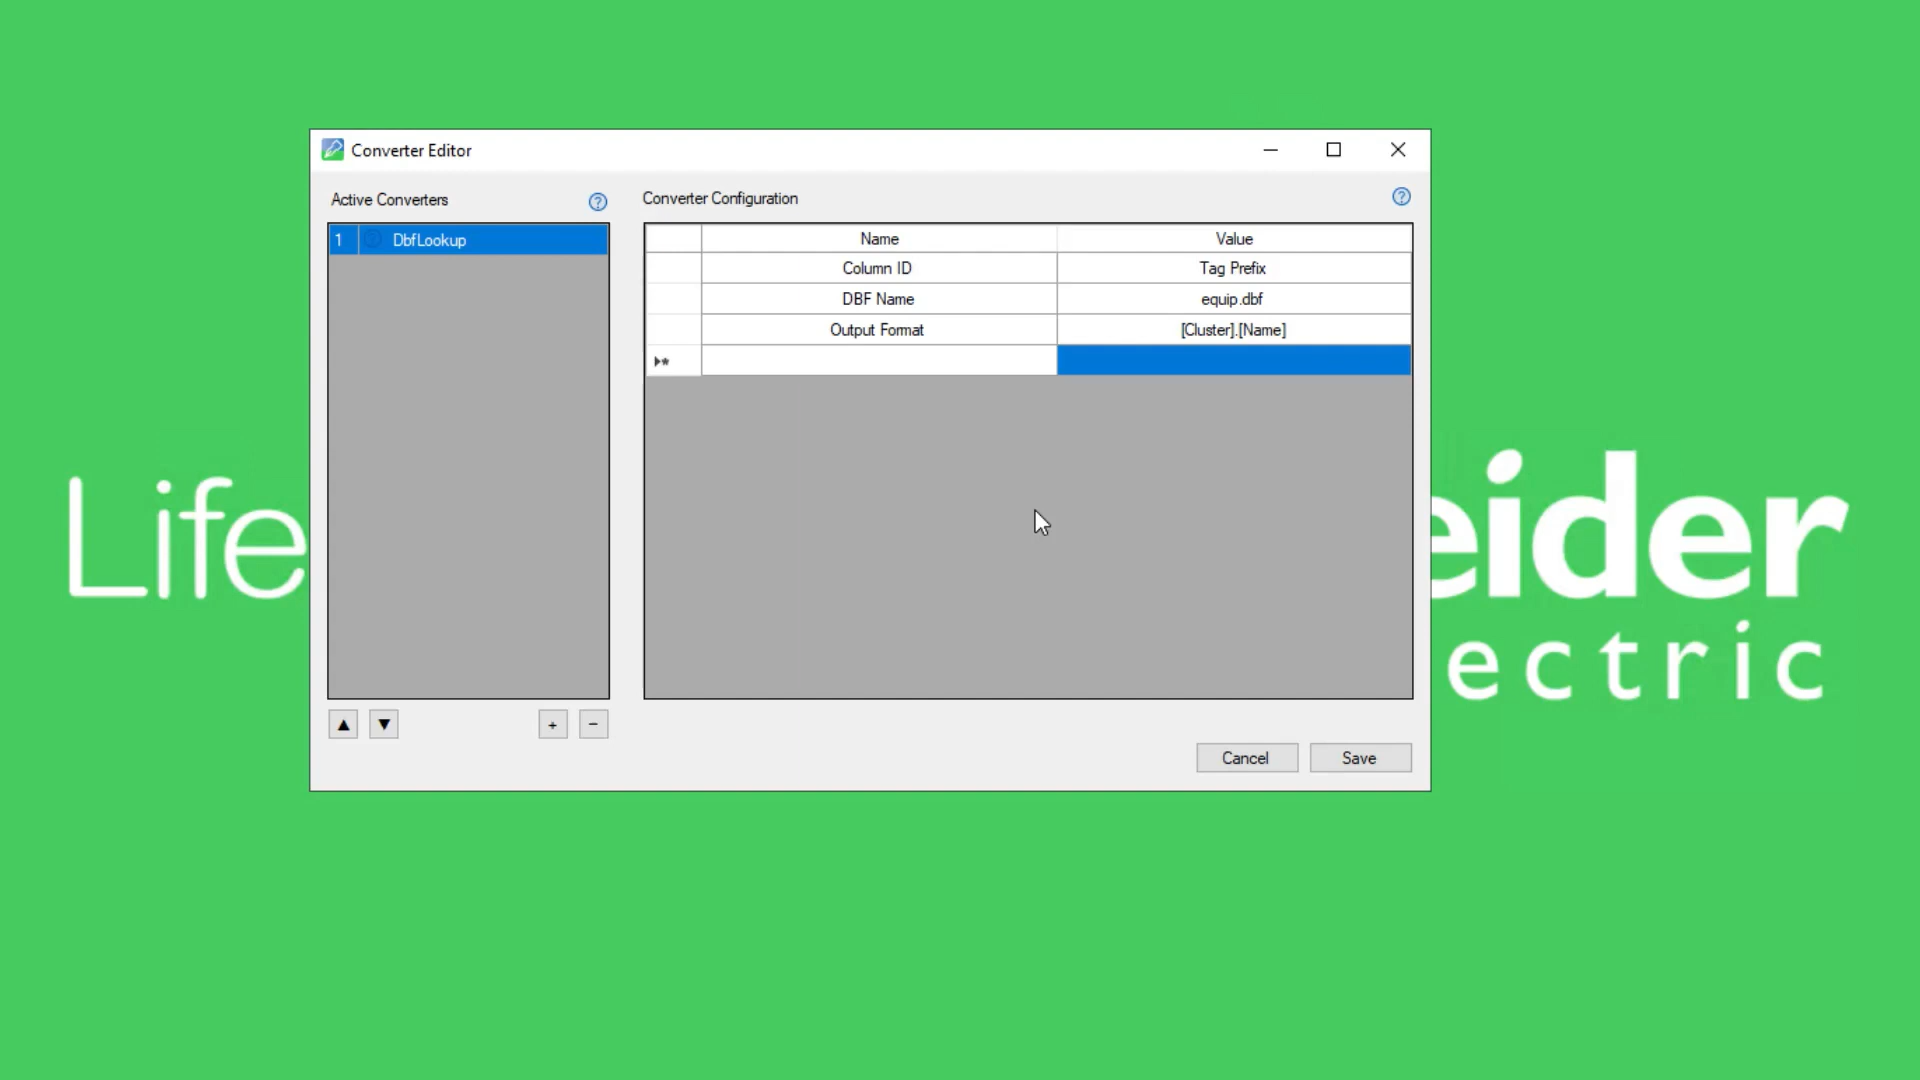 Converter Editor
Active Converters
Converter Configuration
1 DbfLookup
Name Value
Column ID Tag Prefix
DBF Name equip.dbf
Output Format [Cluster].[Name]
+ −
Cancel Save
Life
eider
ectric